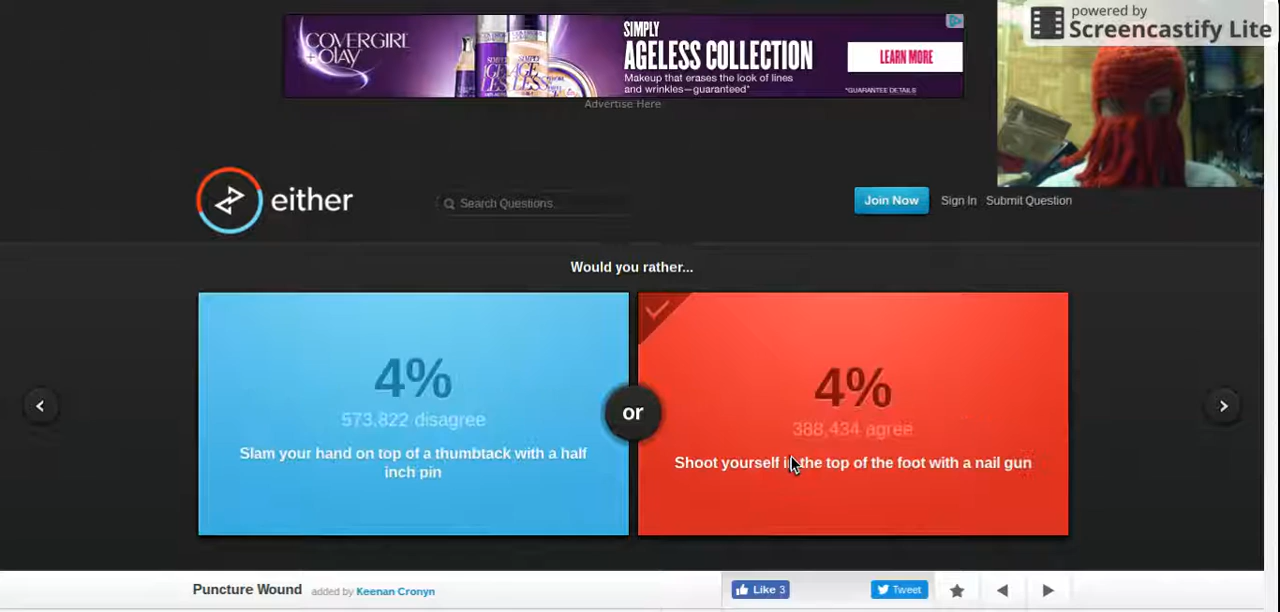 powered by
Screencastify Lite
COVERGIRL
+OLAY
SIMPLY
AGELESS COLLECTION
Makeup that erases the look of lines
and wrinkles—guaranteed*
LEARN MORE
*GUARANTEE DETAILS
Advertise Here
either
Search Questions.
Join Now
Sign In
Submit Question
Would you rather...
4%
573,822 disagree
Slam your hand on top of a thumbtack with a half
inch pin
or
4%
388,434 agree
Shoot yourself in the top of the foot with a nail gun
Puncture Wound
added by Keenan Cronyn
Like 3
Tweet